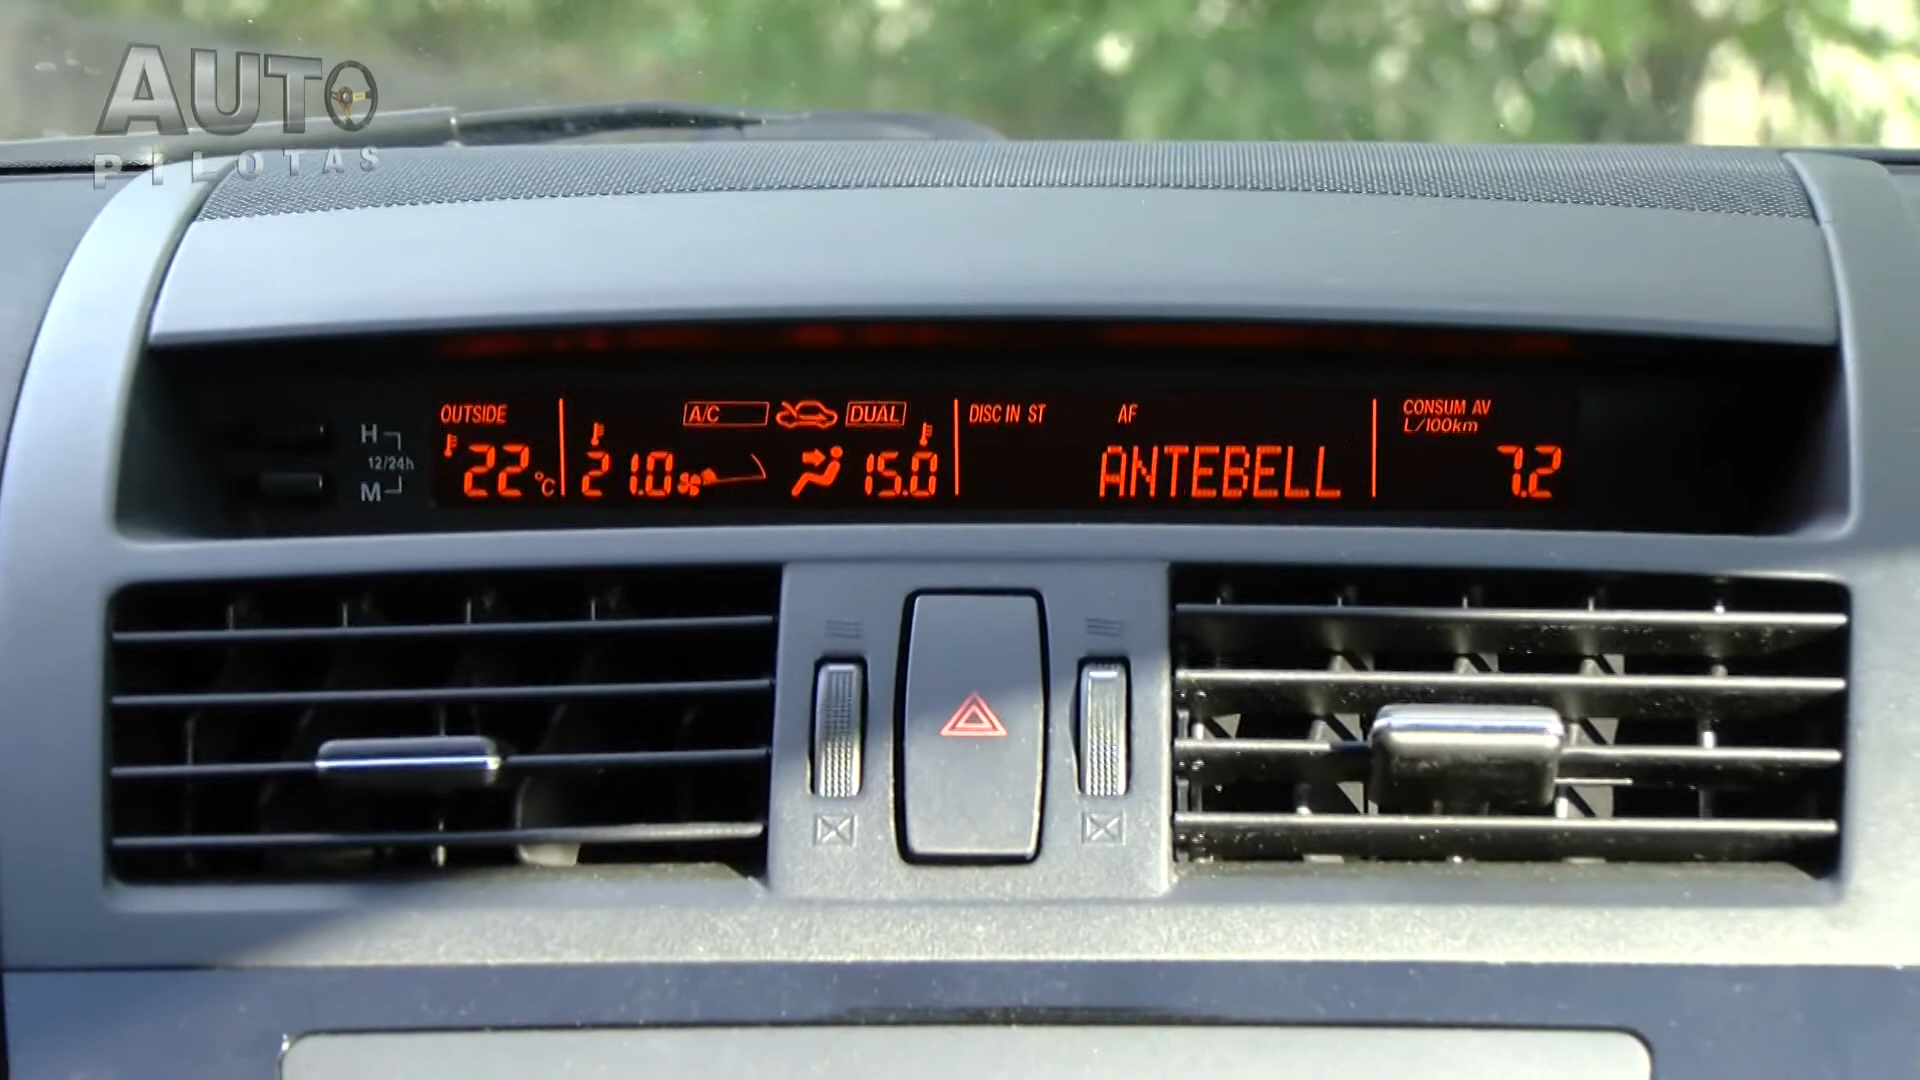 AUTO
PILOTAS
H
12/24h
M
OUTSIDE
22°C
A/C DUAL
21.0 15.0
DISC IN ST AF
ANTEBELL
CONSUM AV
L/100km
7.2